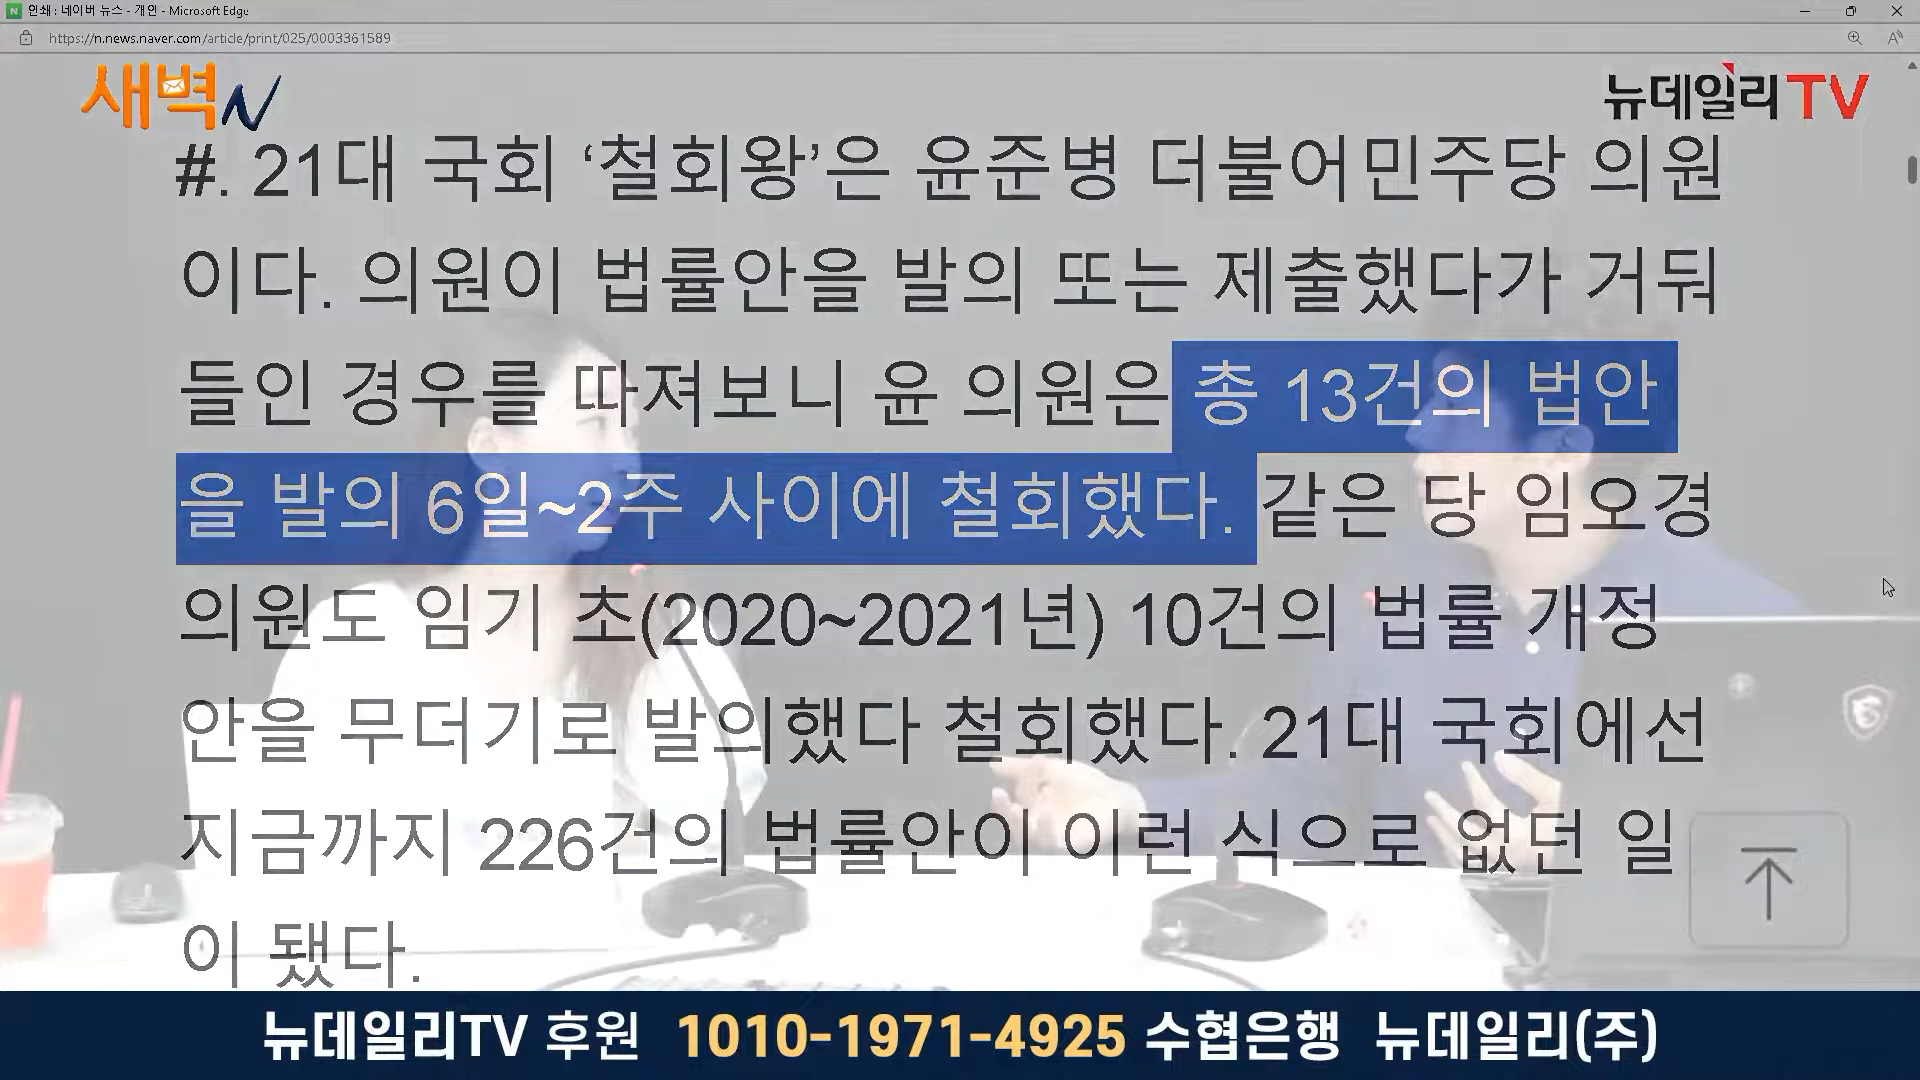 인쇄 : 네이버 뉴스 - 개인 - Microsoft Edge
https://n.news.naver.com/article/print/025/0003361589
새벽N
뉴데일리TV
#. 21대 국회 ‘철회왕’은 윤준병 더불어민주당 의원
이다. 의원이 법률안을 발의 또는 제출했다가 거둬
들인 경우를 따져보니 윤 의원은 총 13건의 법안
을 발의 6일~2주 사이에 철회했다. 같은 당 임오경
의원도 임기 초(2020~2021년) 10건의 법률 개정
안을 무더기로 발의했다 철회했다. 21대 국회에선
지금까지 226건의 법률안이 이런 식으로 없던 일
이 됐다.
뉴데일리TV 후원 1010-1971-4925 수협은행 뉴데일리(주)